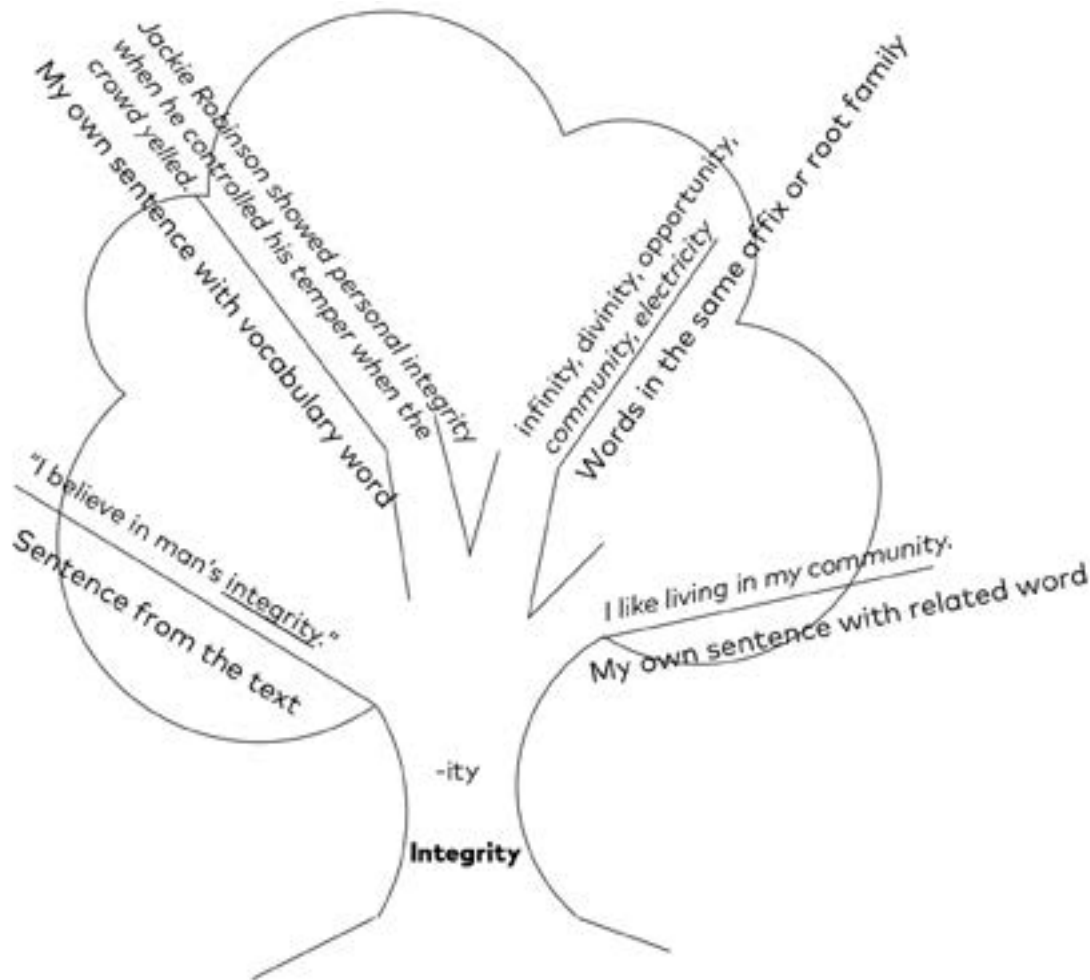 Jackie Robinson showed personal integrity
when he controlled his temper when the
crowd yelled.
My own sentence with vocabulary word
infinity, divinity, opportunity,
community, electricity
Words in the same affix or root family
"I believe in man's integrity."
Sentence from the text
I like living in my community.
My own sentence with related word
-ity
Integrity